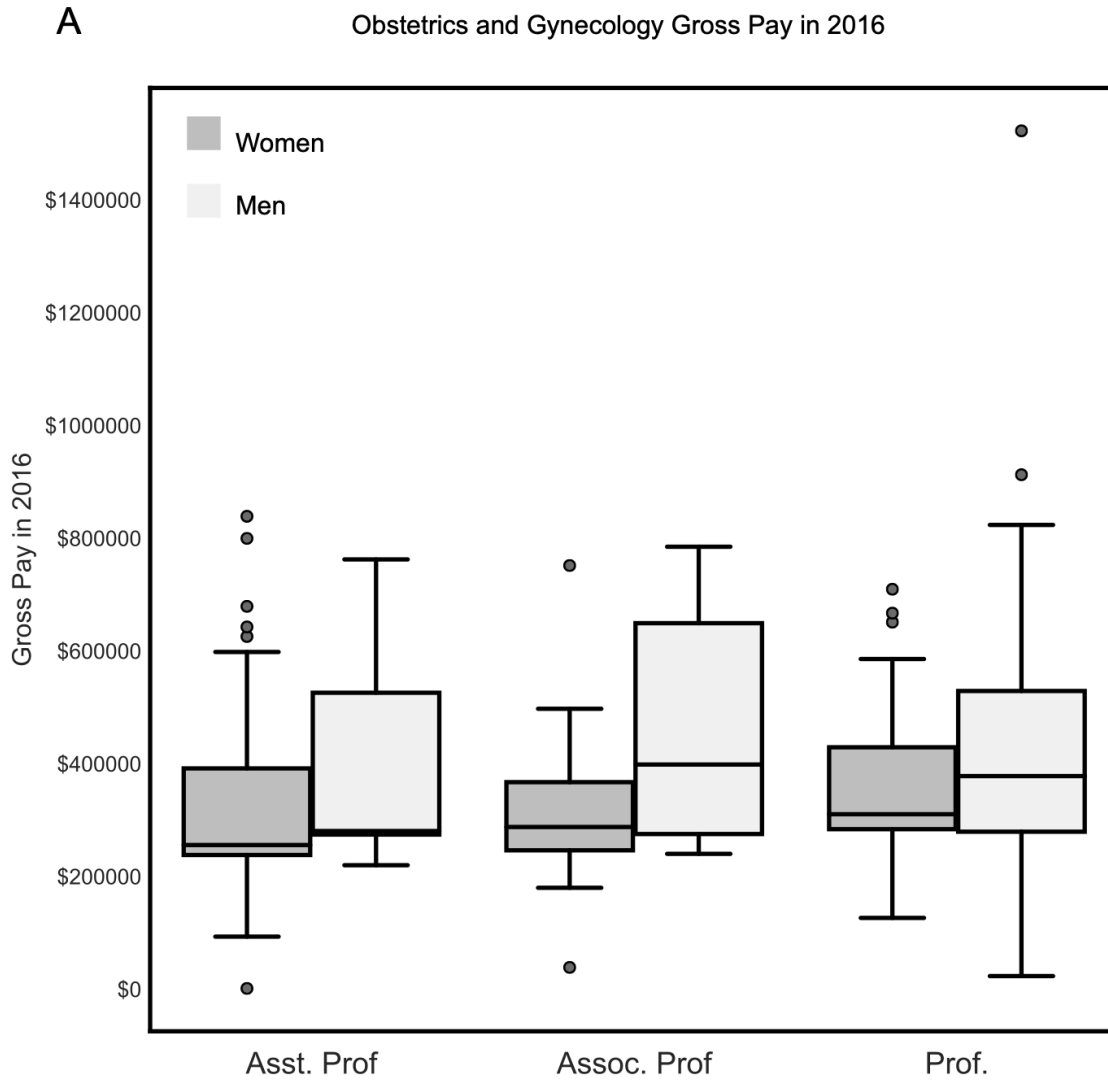 A
Obstetrics and Gynecology Gross Pay in 2016
Women
Men
$1400000
$1200000
$1000000
$800000
$600000
$400000
$200000
$0
Gross Pay in 2016
Asst. Prof
Assoc. Prof
Prof.